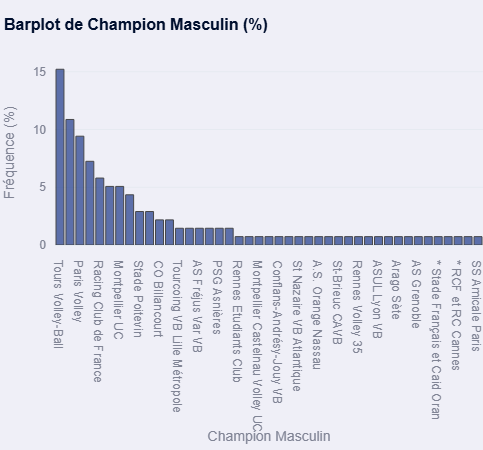 Barplot de Champion Masculin (%)
15
10
5
0
Fréquence (%)
Tours Volley-Ball
Paris Volley
Racing Club de France
Montpellier UC
Stade Poitevin
CO Billancourt
Tourcoing VB Lille Métropole
AS Fréjus Var VB
PSG Asnières
Rennes Etudiants Club
Montpellier Castelnau Volley UC
Conflans-Andrésy-Jouy VB
St Nazaire VB Atlantique
A.S. Orange Nassau
St-Brieuc CAVB
Rennes Volley 35
ASUL Lyon VB
Arago Sète
AS Grenoble
* Stade Français et Caïd Oran
* RCF et RC Cannes
SS Amicale Paris
Champion Masculin